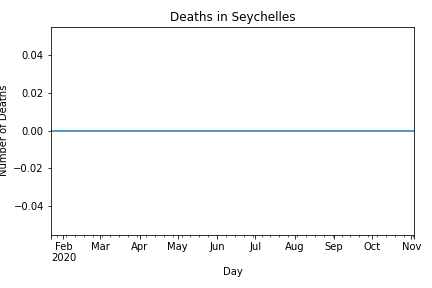 Deaths in Seychelles
0.04
0.02
0.00
−0.02
−0.04
Number of Deaths
Feb Mar Apr May Jun Jul Aug Sep Oct Nov
2020
Day